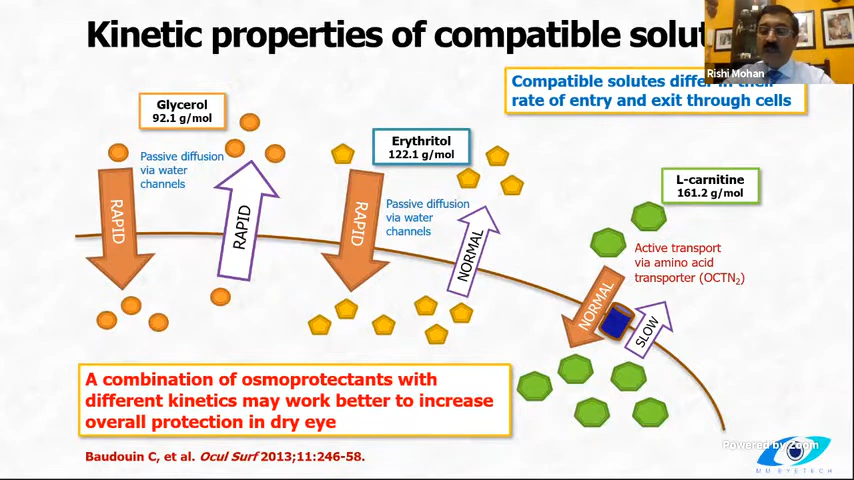 Kinetic properties of compatible solut
Rishi Mohan
Compatible solutes differ in their
rate of entry and exit through cells
Glycerol
92.1 g/mol
Passive diffusion
via water
channels
RAPID
RAPID
Erythritol
122.1 g/mol
Passive diffusion
via water
channels
RAPID
NORMAL
L-carnitine
161.2 g/mol
Active transport
via amino acid
transporter (OCTN2)
NORMAL
SLOW
A combination of osmoprotectants with
different kinetics may work better to increase
overall protection in dry eye
Baudouin C, et al. Ocul Surf 2013;11:246-58.
Powered by Zoom
MM EYETECH